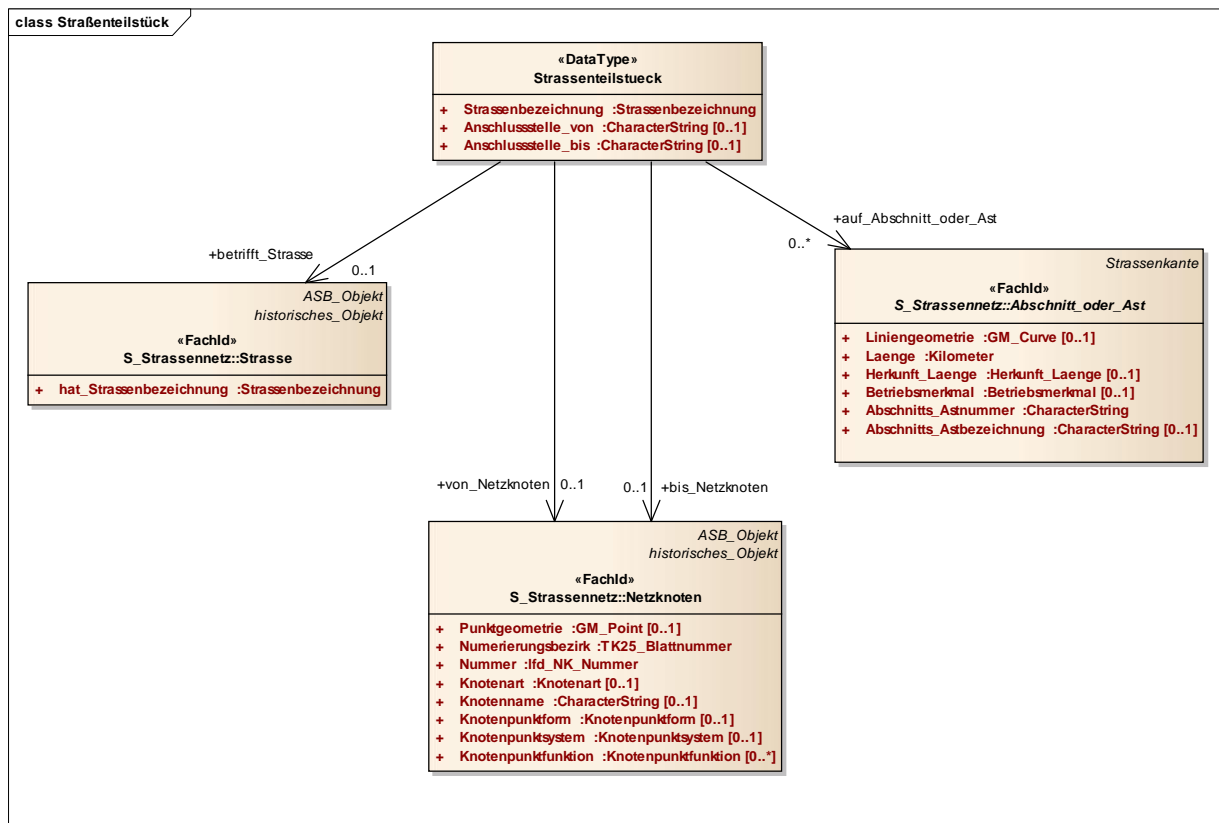 class Straßenteilstück
«DataType»
Strassenteilstueck
+ Strassenbezeichnung :Strassenbezeichnung
+ Anschlussstelle_von :CharacterString [0..1]
+ Anschlussstelle_bis :CharacterString [0..1]
+betrifft_Strasse
0..1
+auf_Abschnitt_oder_Ast
0..*
ASB_Objekt
historisches_Objekt
«FachId»
S_Strassennetz::Strasse
+ hat_Strassenbezeichnung :Strassenbezeichnung
Strassenkante
«FachId»
S_Strassennetz::Abschnitt_oder_Ast
+ Liniengeometrie :GM_Curve [0..1]
+ Laenge :Kilometer
+ Herkunft_Laenge :Herkunft_Laenge [0..1]
+ Betriebsmerkmal :Betriebsmerkmal [0..1]
+ Abschnitts_Astnummer :CharacterString
+ Abschnitts_Astbezeichnung :CharacterString [0..1]
+von_Netzknoten 0..1
0..1 +bis_Netzknoten
ASB_Objekt
historisches_Objekt
«FachId»
S_Strassennetz::Netzknoten
+ Punktgeometrie :GM_Point [0..1]
+ Numerierungsbezirk :TK25_Blattnummer
+ Nummer :lfd_NK_Nummer
+ Knotenart :Knotenart [0..1]
+ Knotenname :CharacterString [0..1]
+ Knotenpunktform :Knotenpunktform [0..1]
+ Knotenpunktsystem :Knotenpunktsystem [0..1]
+ Knotenpunktfunktion :Knotenpunktfunktion [0..*]